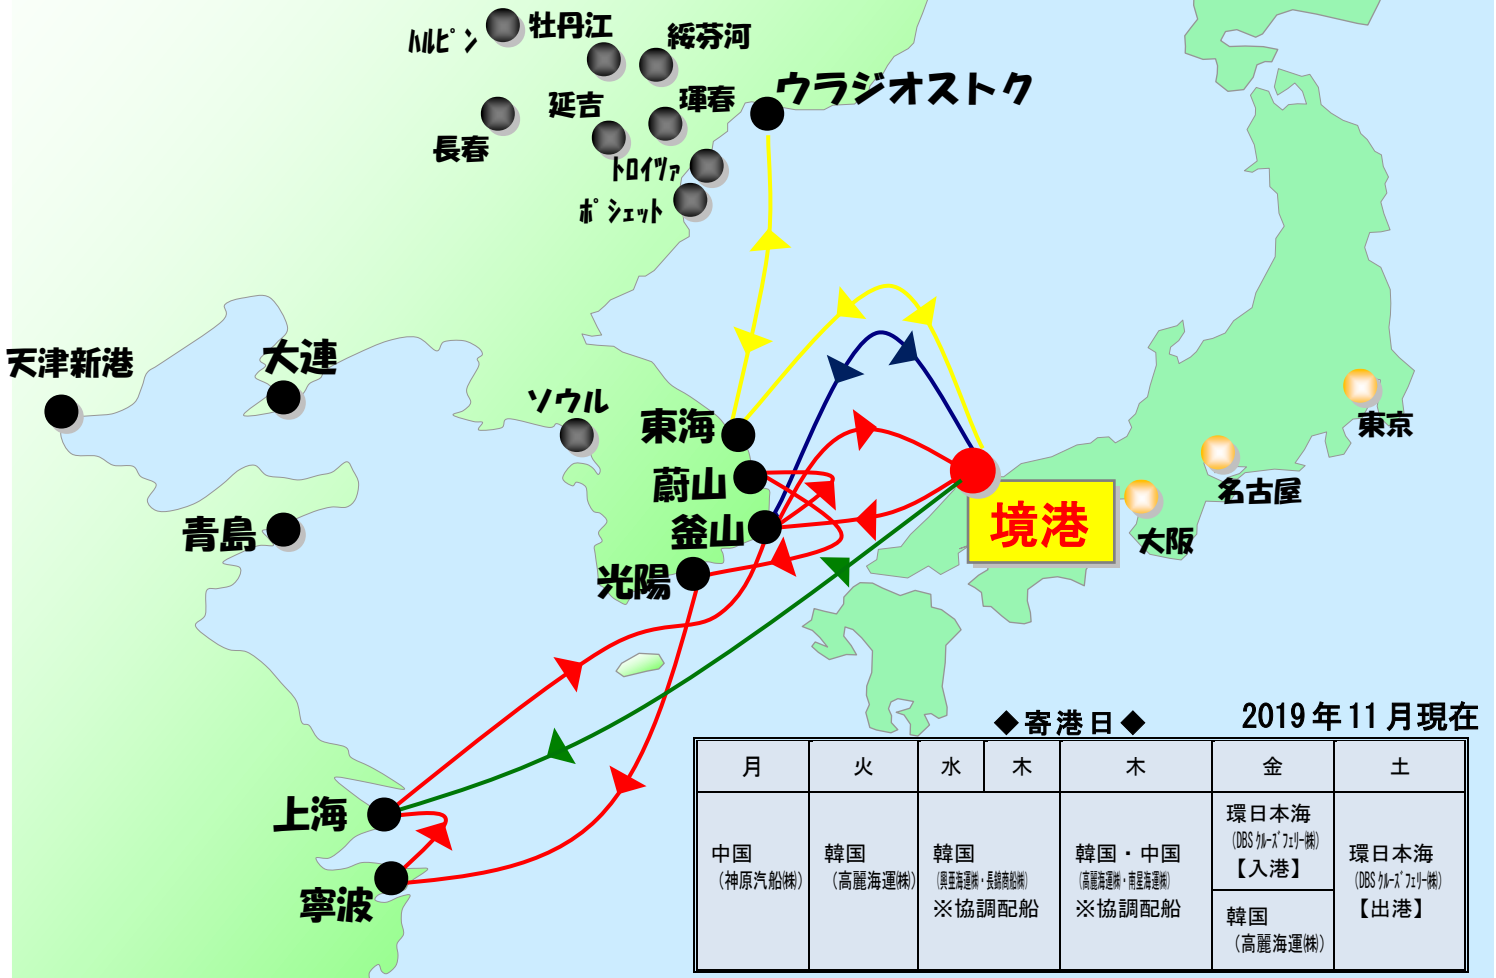 ﾊﾙﾋﾟﾝ
牡丹江
綏芬河
ウラジオストク
延吉
琿春
長春
ﾄﾛｲﾂｧ
ﾎﾟｼｪｯﾄ
天津新港
大連
ソウル
東海
蔚山
釜山
光陽
青島
境港
東京
名古屋
大阪
上海
寧波
◆寄港日◆
2019年11月現在
月 火 水 木 木 金 土
中国
（神原汽船㈱）
韓国
（高麗海運㈱）
韓国
（興亜海運㈱・長錦商船㈱）
※協調配船
韓国・中国
（高麗海運㈱・南星海運㈱）
※協調配船
環日本海
（DBSｸﾙｰｽﾞﾌｪﾘｰ㈱）
【入港】
韓国
（高麗海運㈱）
環日本海
（DBSｸﾙｰｽﾞﾌｪﾘｰ㈱）
【出港】